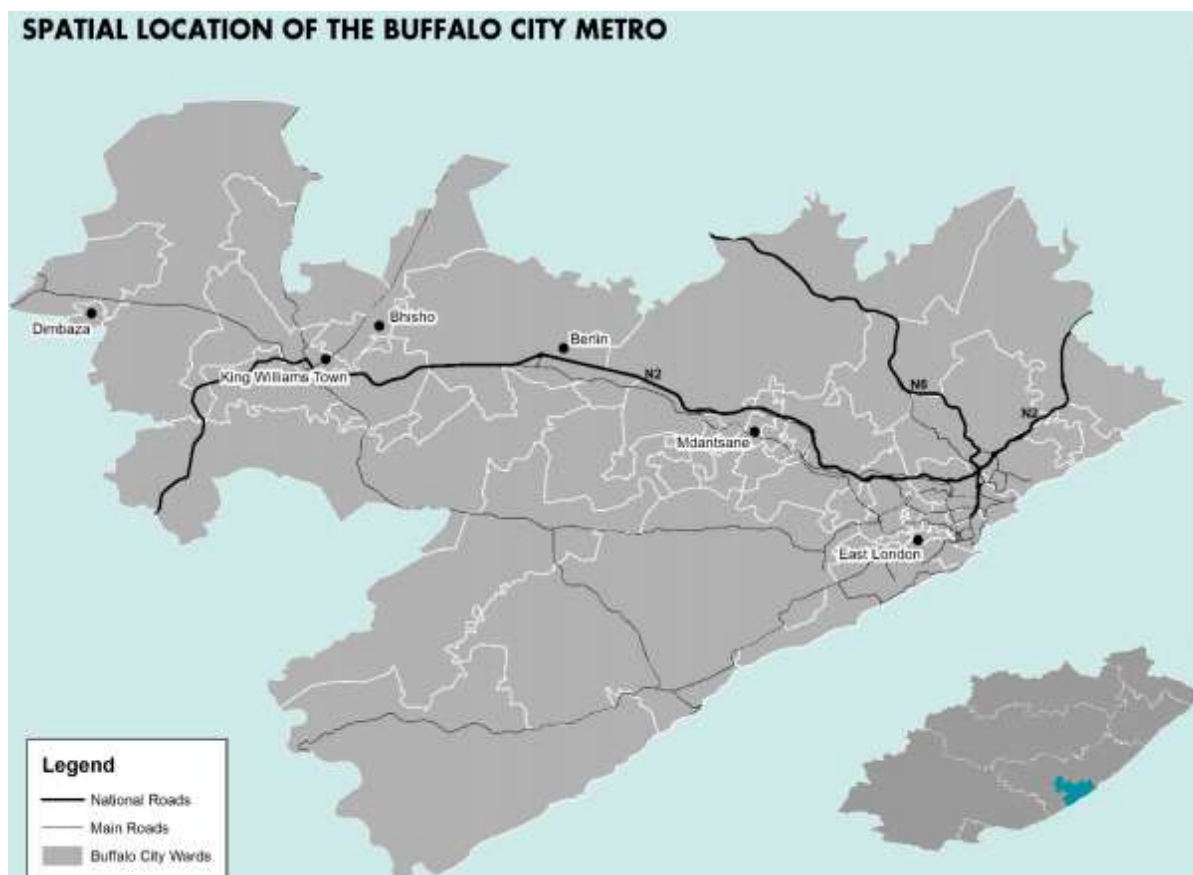 SPATIAL LOCATION OF THE BUFFALO CITY METRO
Bhisho
Dimbaza
Berlin
King Williams Town
N2
N6
N2
Mdantsane
East London
Legend
National Roads
Main Roads
Buffalo City Wards